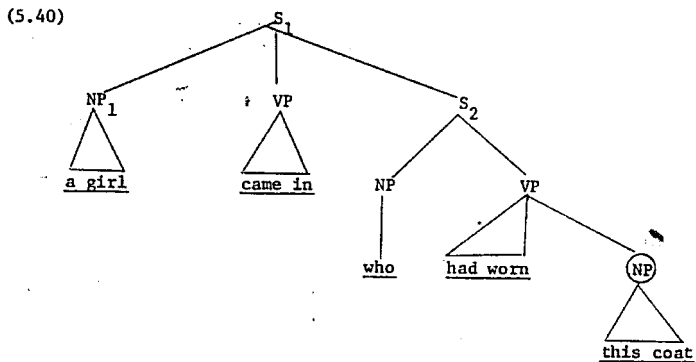 (5.40)
S1
NP1 VP S2
a girl came in NP VP
who had worn NP
this coat